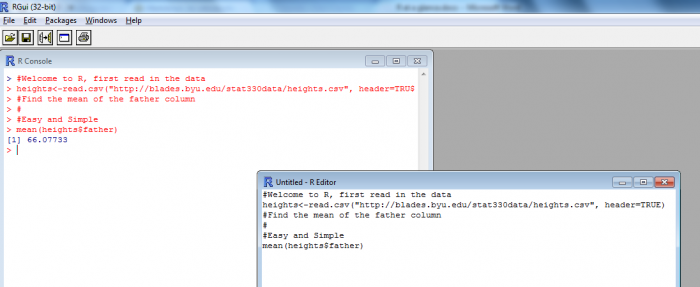 RGui (32-bit)
File Edit Packages Windows Help
R Console
> #Welcome to R, first read in the data
> heights<-read.csv("http://blades.byu.edu/stat330data/heights.csv", header=TRU$
> #Find the mean of the father column
> #
> #Easy and Simple
> mean(heights$father)
[1] 66.07733
>
Untitled - R Editor
#Welcome to R, first read in the data
heights<-read.csv("http://blades.byu.edu/stat330data/heights.csv", header=TRUE)
#Find the mean of the father column
#
#Easy and Simple
mean(heights$father)